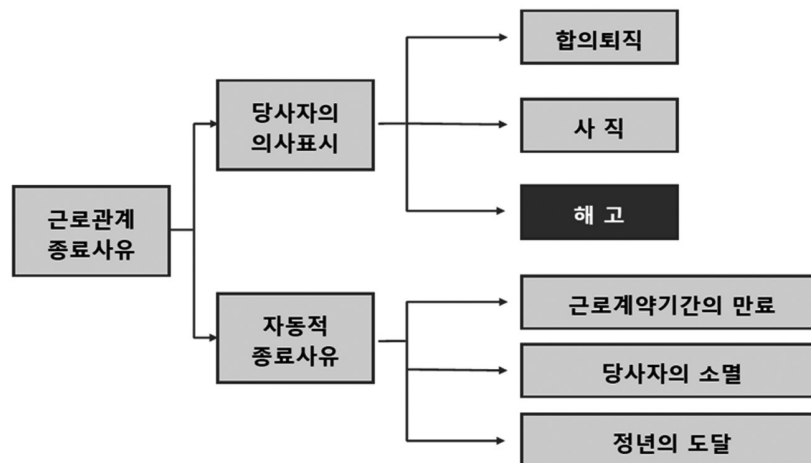 합의퇴직
당사자의
의사표시
사 직
해 고
근로관계
종료사유
자동적
종료사유
근로계약기간의 만료
당사자의 소멸
정년의 도달